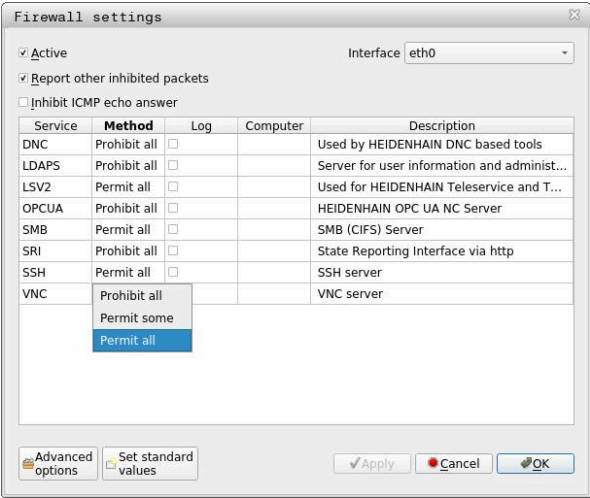 Firewall settings
Active
Interface eth0
Report other inhibited packets
Inhibit ICMP echo answer
Service Method Log Computer Description
DNC Prohibit all Used by HEIDENHAIN DNC based tools
LDAPS Prohibit all Server for user information and administ...
LSV2 Permit all Used for HEIDENHAIN Teleservice and T...
OPCUA Prohibit all HEIDENHAIN OPC UA NC Server
SMB Permit all SMB (CIFS) Server
SRI Prohibit all State Reporting Interface via http
SSH Permit all SSH server
VNC Prohibit all VNC server
Permit some
Permit all
Advanced options
Set standard values
Apply
Cancel
OK